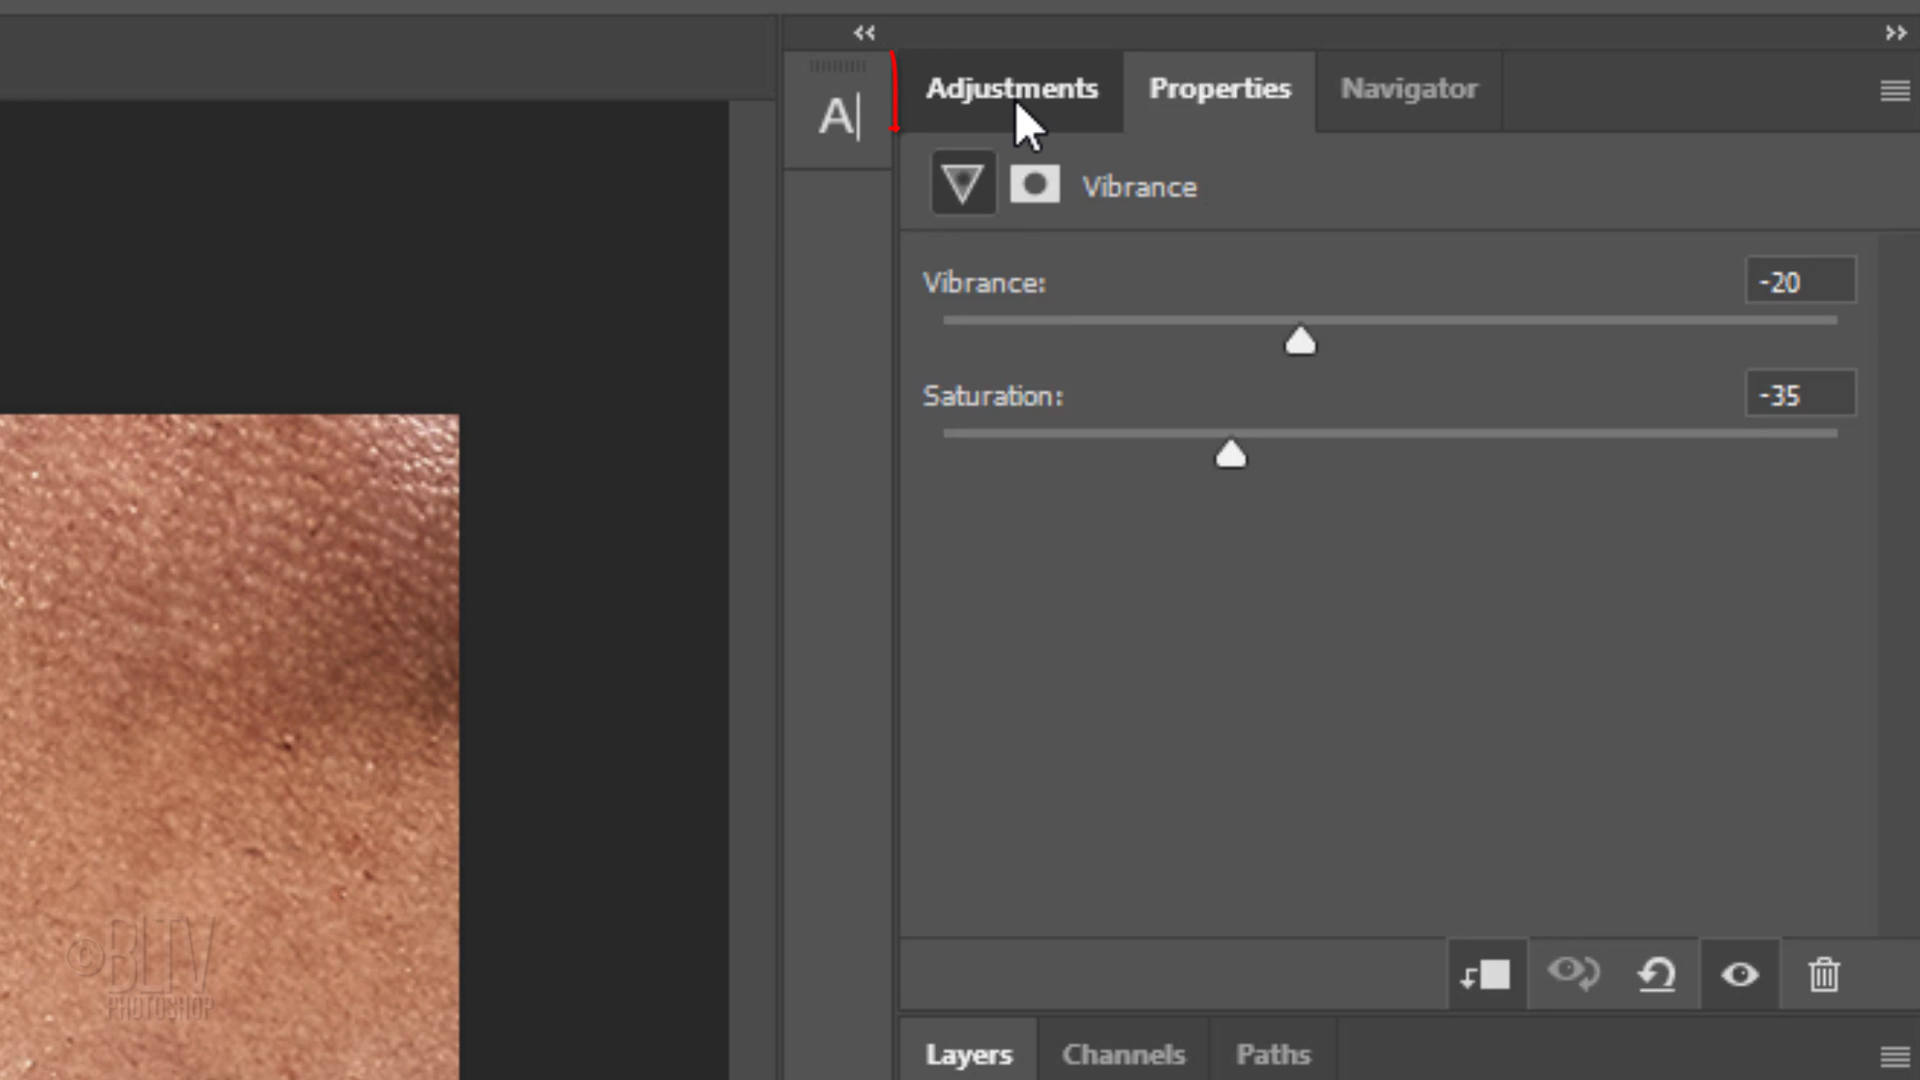 Adjustments Properties Navigator
A|
Vibrance
Vibrance: -20
Saturation: -35
©BLTV
PHOTOSHOP
Layers Channels Paths